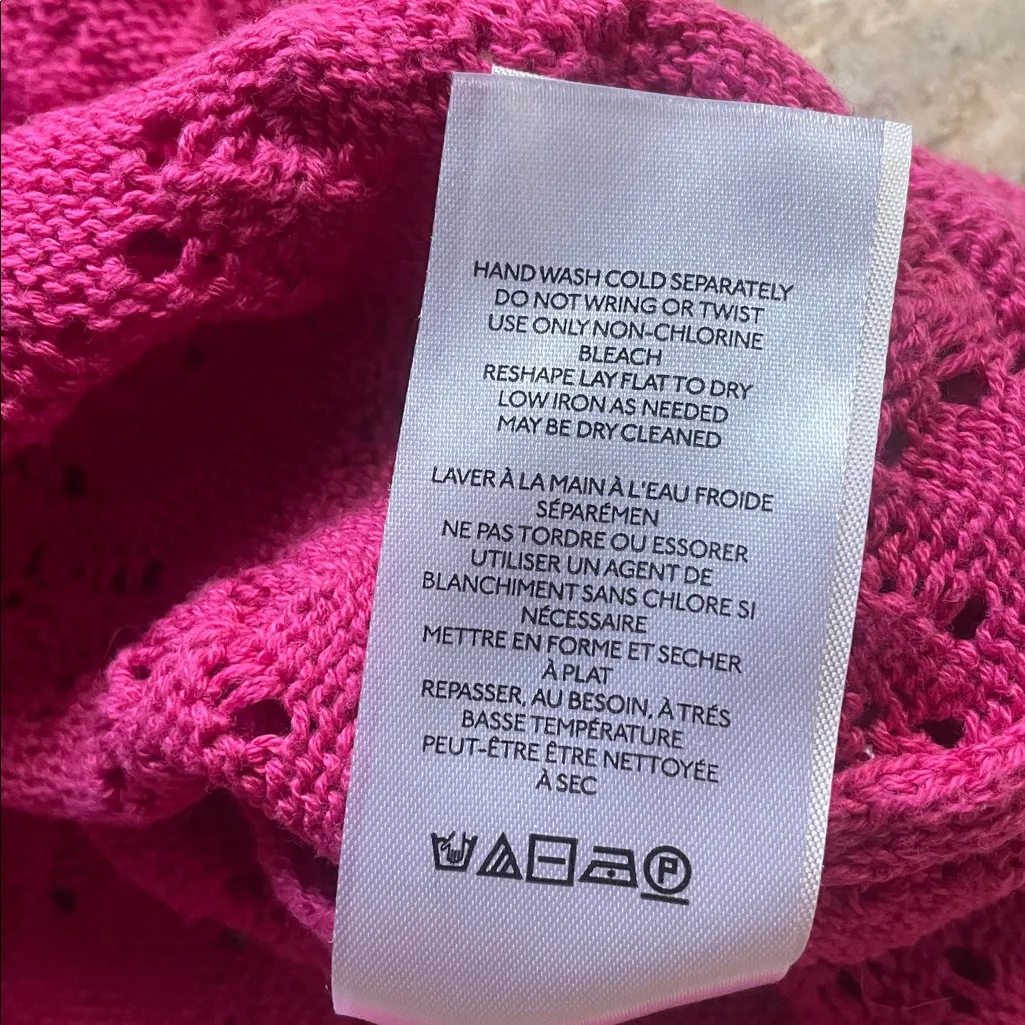 HAND WASH COLD SEPARATELY
DO NOT WRING OR TWIST
USE ONLY NON-CHLORINE
BLEACH
RESHAPE LAY FLAT TO DRY
LOW IRON AS NEEDED
MAY BE DRY CLEANED
LAVER À LA MAIN À L'EAU FROIDE
SÉPARÉMEN
NE PAS TORDRE OU ESSORER
UTILISER UN AGENT DE
BLANCHIMENT SANS CHLORE SI
NÉCESSAIRE
METTRE EN FORME ET SECHER
À PLAT
REPASSER, AU BESOIN, À TRÉS
BASSE TEMPÉRATURE
PEUT-ÊTRE ÊTRE NETTOYÉE
À SEC
P